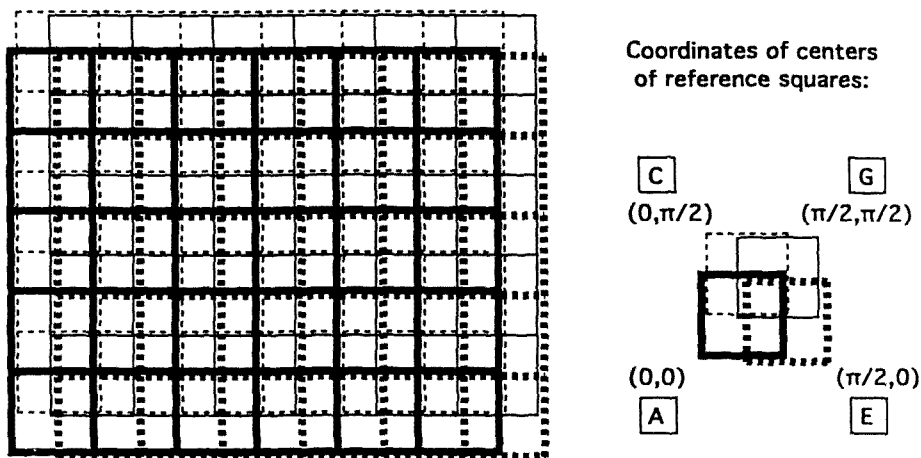 Coordinates of centers
of reference squares:
C G
(0,π/2) (π/2,π/2)
(0,0) (π/2,0)
A E